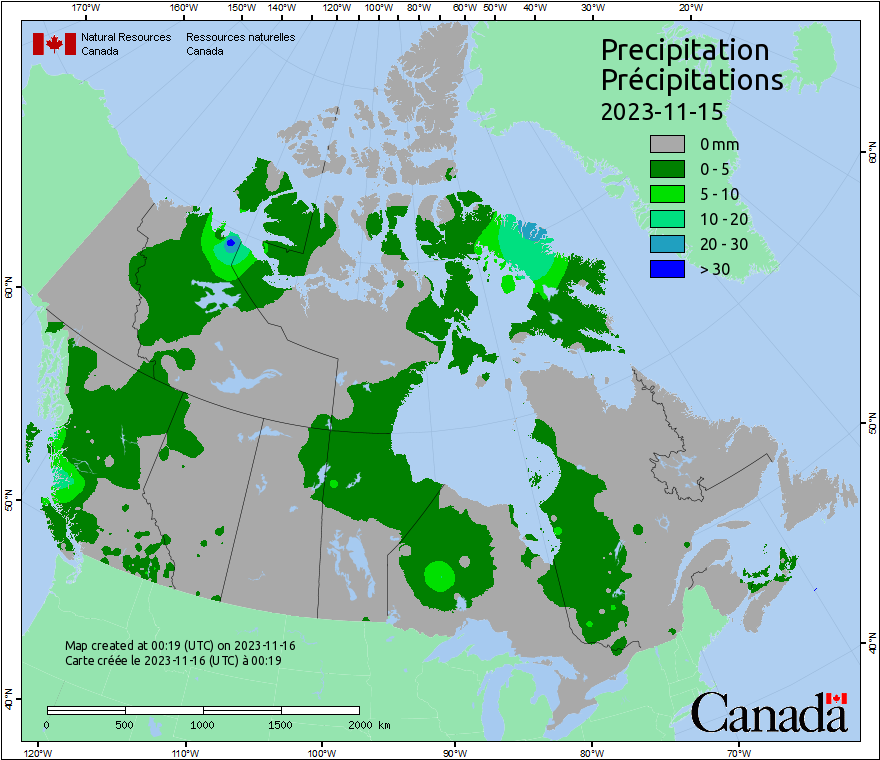 170°W 160°W 150°W 140°W 120°W 100°W 80°W 60°W 50°W 40°W 30°W 20°W
Natural Resources Ressources naturelles
Canada Canada
Precipitation
Précipitations
2023-11-15
0 mm
0 - 5
5 - 10
10 - 20
20 - 30
> 30
60°N
60°N
50°N
50°N
40°N
40°N
Map created at 00:19 (UTC) on 2023-11-16
Carte créée le 2023-11-16 (UTC) à 00:19
0 500 1000 1500 2000 km
Canada
120°W 110°W 100°W 90°W 80°W 70°W